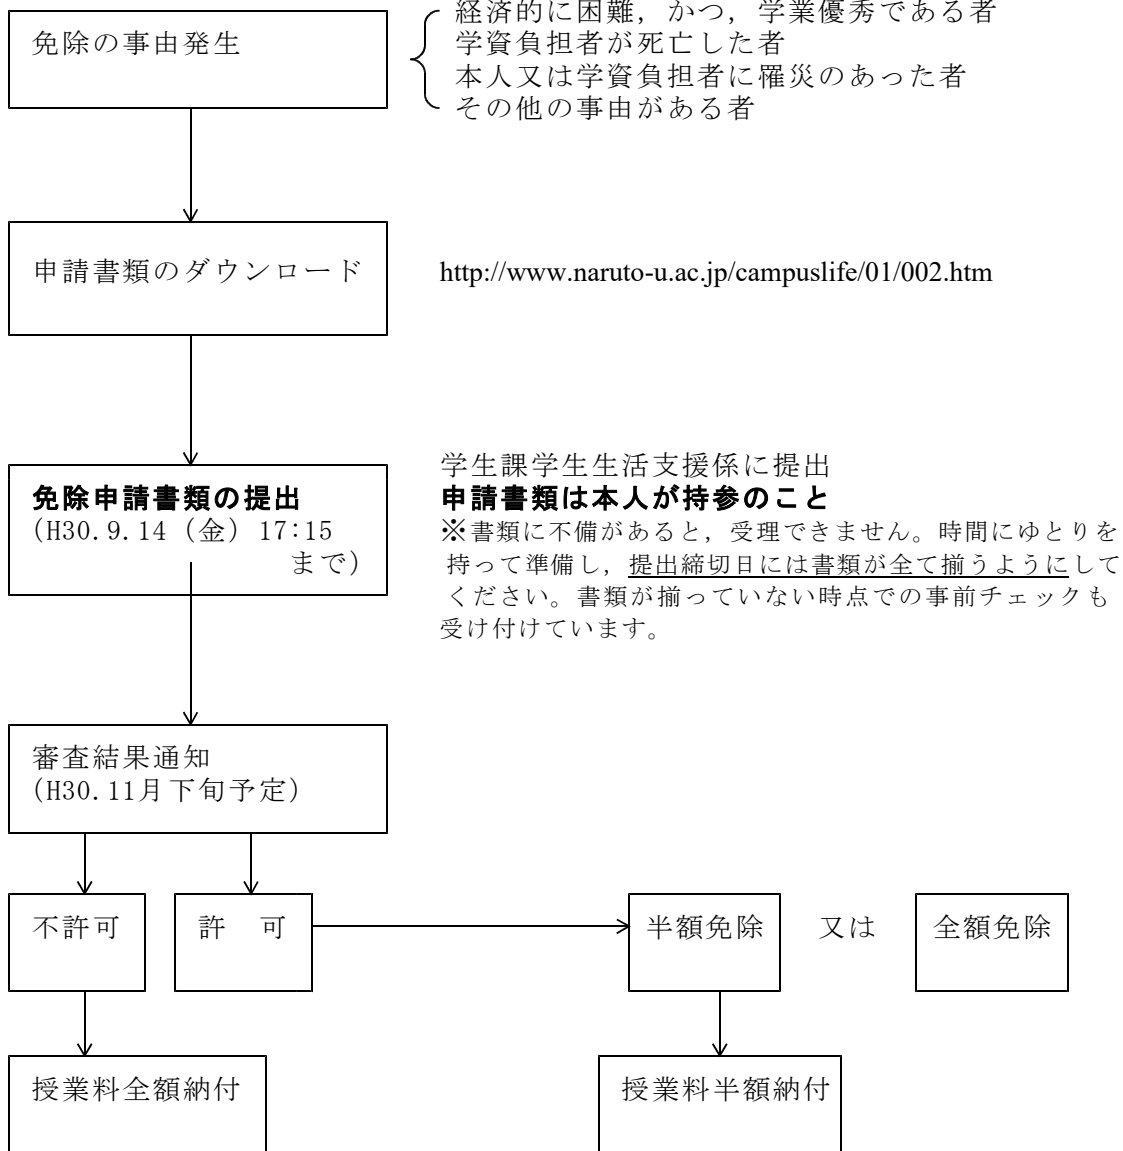 経済的に困難，かつ，学業優秀である者
免除の事由発生
学資負担者が死亡した者
本人又は学資負担者に罹災のあった者
その他の事由がある者
申請書類のダウンロード
http://www.naruto-u.ac.jp/campuslife/01/002.htm
免除申請書類の提出
(H30.9.14（金）17:15
まで)
学生課学生生活支援係に提出
申請書類は本人が持参のこと
※書類に不備があると，受理できません。時間にゆとりを
持って準備し，提出締切日には書類が全て揃うようにして
ください。書類が揃っていない時点での事前チェックも
受け付けています。
審査結果通知
(H30.11月下旬予定)
不許可
許　可
半額免除
又は
全額免除
授業料全額納付
授業料半額納付